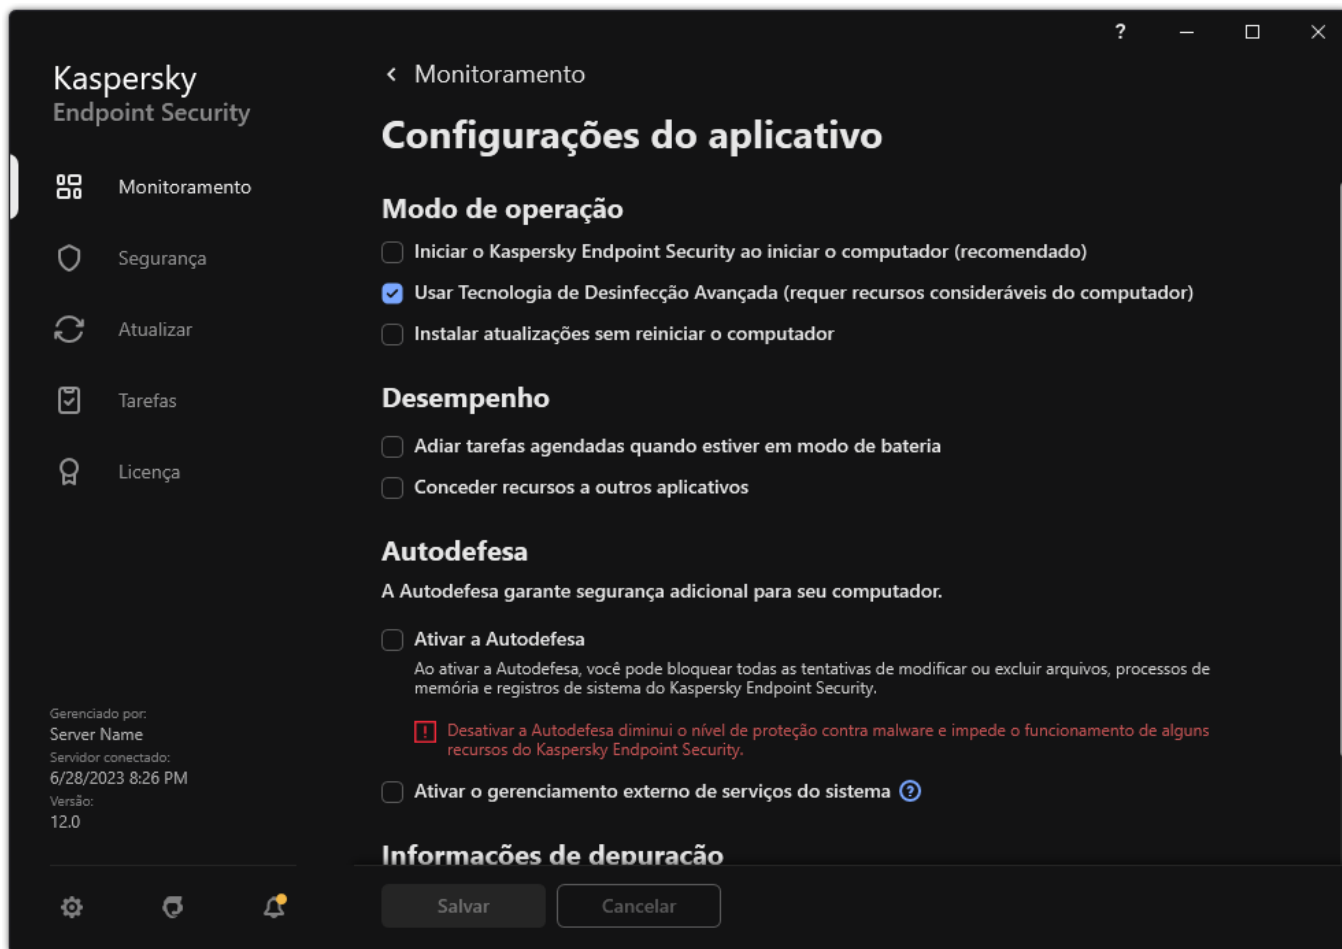 ?
Kaspersky
Endpoint Security
Monitoramento
Segurança
Atualizar
Tarefas
Licença
Gerenciado por:
Server Name
Servidor conectado:
6/28/2023 8:26 PM
Versão:
12.0
Monitoramento
Configurações do aplicativo
Modo de operação
Iniciar o Kaspersky Endpoint Security ao iniciar o computador (recomendado)
Usar Tecnologia de Desinfecção Avançada (requer recursos consideráveis do computador)
Instalar atualizações sem reiniciar o computador
Desempenho
Adiar tarefas agendadas quando estiver em modo de bateria
Conceder recursos a outros aplicativos
Autodefesa
A Autodefesa garante segurança adicional para seu computador.
Ativar a Autodefesa
Ao ativar a Autodefesa, você pode bloquear todas as tentativas de modificar ou excluir arquivos, processos de
memória e registros de sistema do Kaspersky Endpoint Security.
Desativar a Autodefesa diminui o nível de proteção contra malware e impede o funcionamento de alguns
recursos do Kaspersky Endpoint Security.
Ativar o gerenciamento externo de serviços do sistema ?
Informações de depuração
Salvar
Cancelar